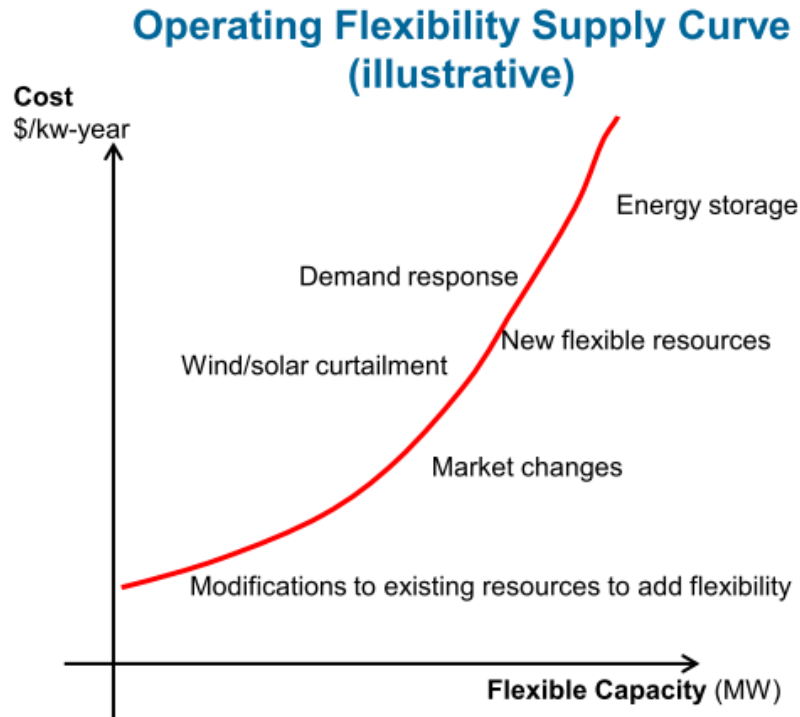 Operating Flexibility Supply Curve
(illustrative)
Cost
$/kw-year
Energy storage
Demand response
New flexible resources
Wind/solar curtailment
Market changes
Modifications to existing resources to add flexibility
Flexible Capacity (MW)